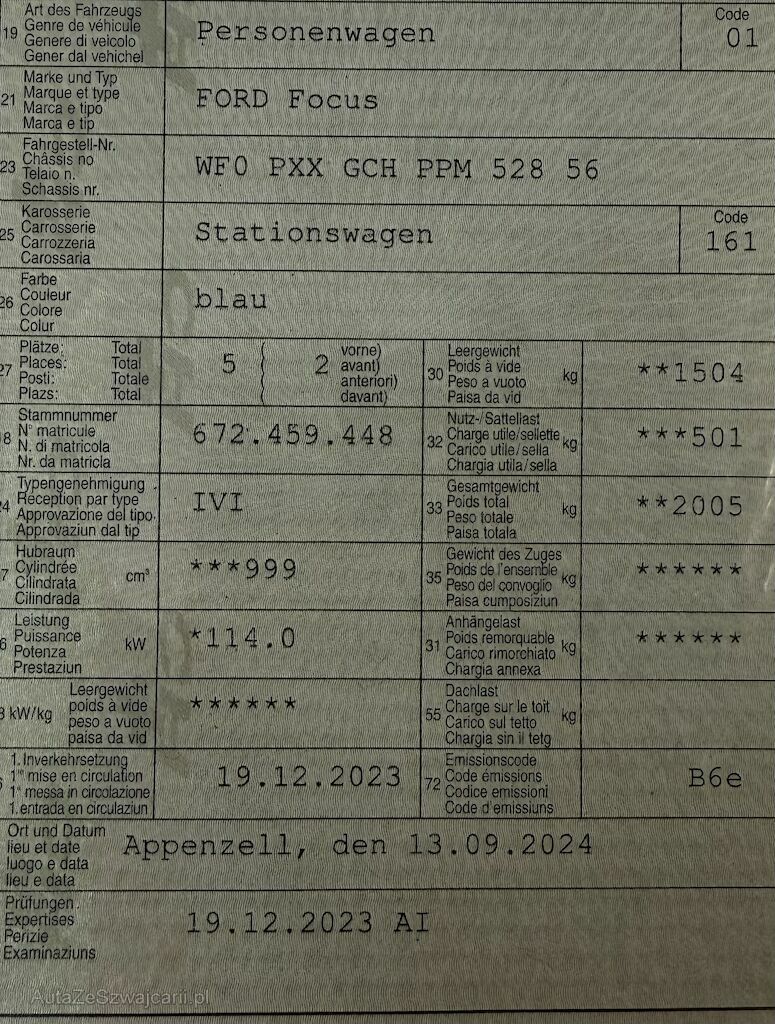 19 Art des Fahrzeugs
Genre de véhicule
Genere di veicolo
Gener dal vehichel
Personenwagen
Code
01
21 Marke und Typ
Marque et type
Marca e tipo
Marca e tip
FORD Focus
23 Fahrgestell-Nr.
Châssis no
Telaio n.
Schassis nr.
WF0 PXX GCH PPM 528 56
25 Karosserie
Carrosserie
Carrozzeria
Carossaria
Stationswagen
Code
161
26 Farbe
Couleur
Colore
Colur
blau
27 Plätze: Total
Places: Total
Posti: Totale
Plazs: Total
5 ( 2 vorne)
avant)
anteriori)
davant)
30 Leergewicht
Poids à vide
Peso a vuoto
Paisa da vid
kg
**1504
8 Stammnummer
N° matricule
N. di matricola
Nr. da matricla
672.459.448
32 Nutz-/Sattellast
Charge utile/sellette
Carico utile/sella
Chargia utila/sella
kg
***501
24 Typengenehmigung
Réception par type
Approvazione del tipo
Approvaziun dal tip
IVI
33 Gesamtgewicht
Poids total
Peso totale
Paisa totala
kg
**2005
7 Hubraum
Cylindrée
Cilindrata
Cilindrada
cm³
***999
35 Gewicht des Zuges
Poids de l'ensemble
Peso del convoglio
Paisa cumposiziun
kg
******
6 Leistung
Puissance
Potenza
Prestaziun
kW
*114.0
31 Anhängelast
Poids remorquable
Carico rimorchiato
Chargia annexa
kg
******
kW/kg Leergewicht
poids à vide
peso a vuoto
paisa da vid
******
55 Dachlast
Charge sur le toit
Carico sul tetto
Chargia sin il tetg
kg
1. Inverkehrsetzung
1re mise en circulation
1a messa in circolazione
1. entrada en circulaziun
19.12.2023
72 Emissionscode
Code émissions
Codice emissioni
Code d'emissiuns
B6e
Ort und Datum
lieu et date
luogo e data
lieu e data
Appenzell, den 13.09.2024
Prüfungen
Expertises
Perizie
Examinaziuns
19.12.2023 AI
AutaZeSzwajcarii.pl